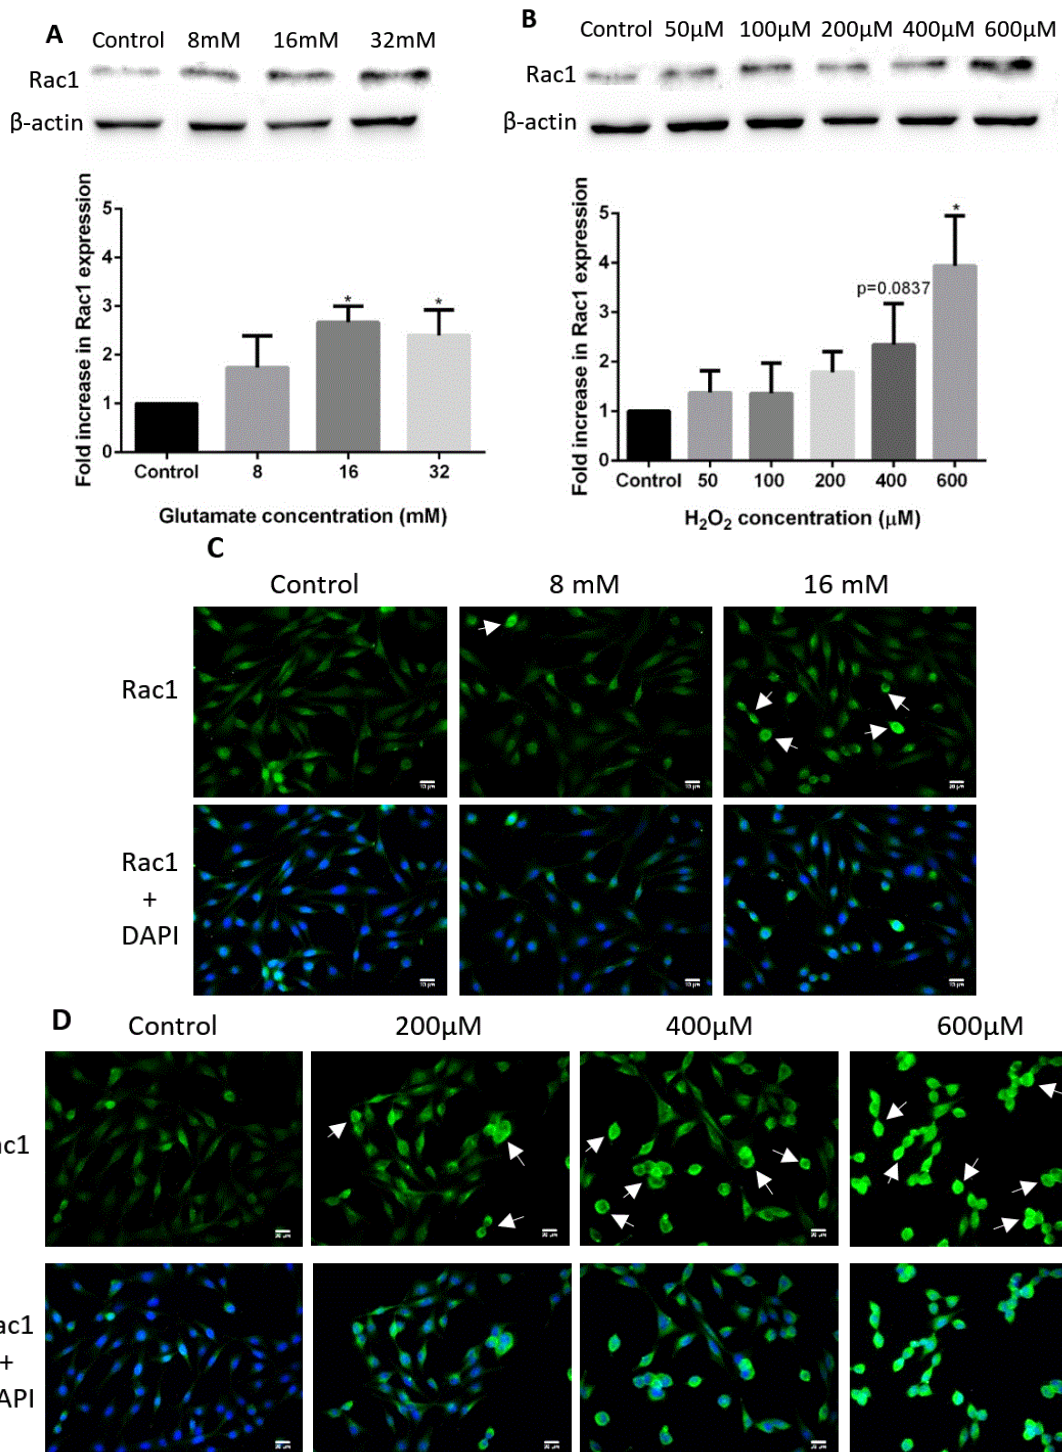 A
Control 8mM 16mM 32mM
Rac1
β-actin
Fold increase in Rac1 expression
5
4
3
2
1
0
* *
Control 8 16 32
Glutamate concentration (mM)
B
Control 50µM 100µM 200µM 400µM 600µM
Rac1
β-actin
Fold increase in Rac1 expression
5
4
3
2
1
0
p=0.0837
*
Control 50 100 200 400 600
H₂O₂ concentration (µM)
C
Control 8 mM 16 mM
Rac1
Rac1
+
DAPI
D
Control 200µM 400µM 600µM
ac1
ac1
+
API